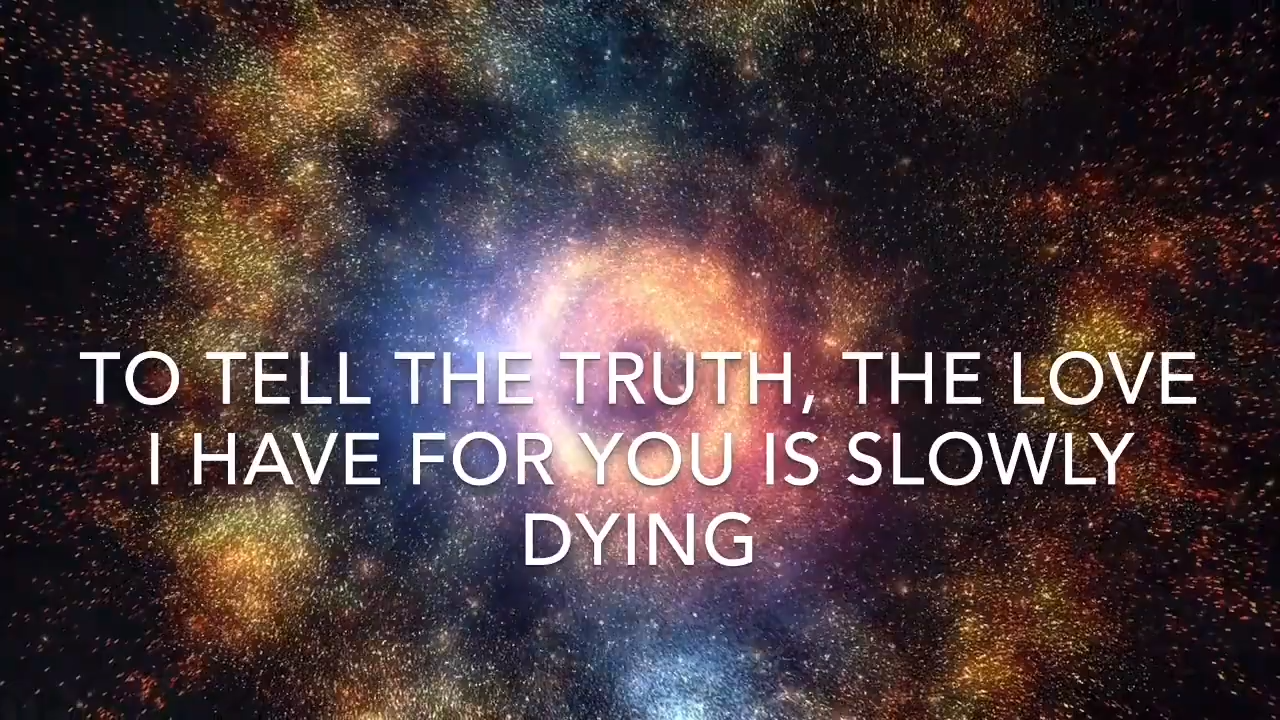 TO TELL THE TRUTH, THE LOVE
I HAVE FOR YOU IS SLOWLY
DYING